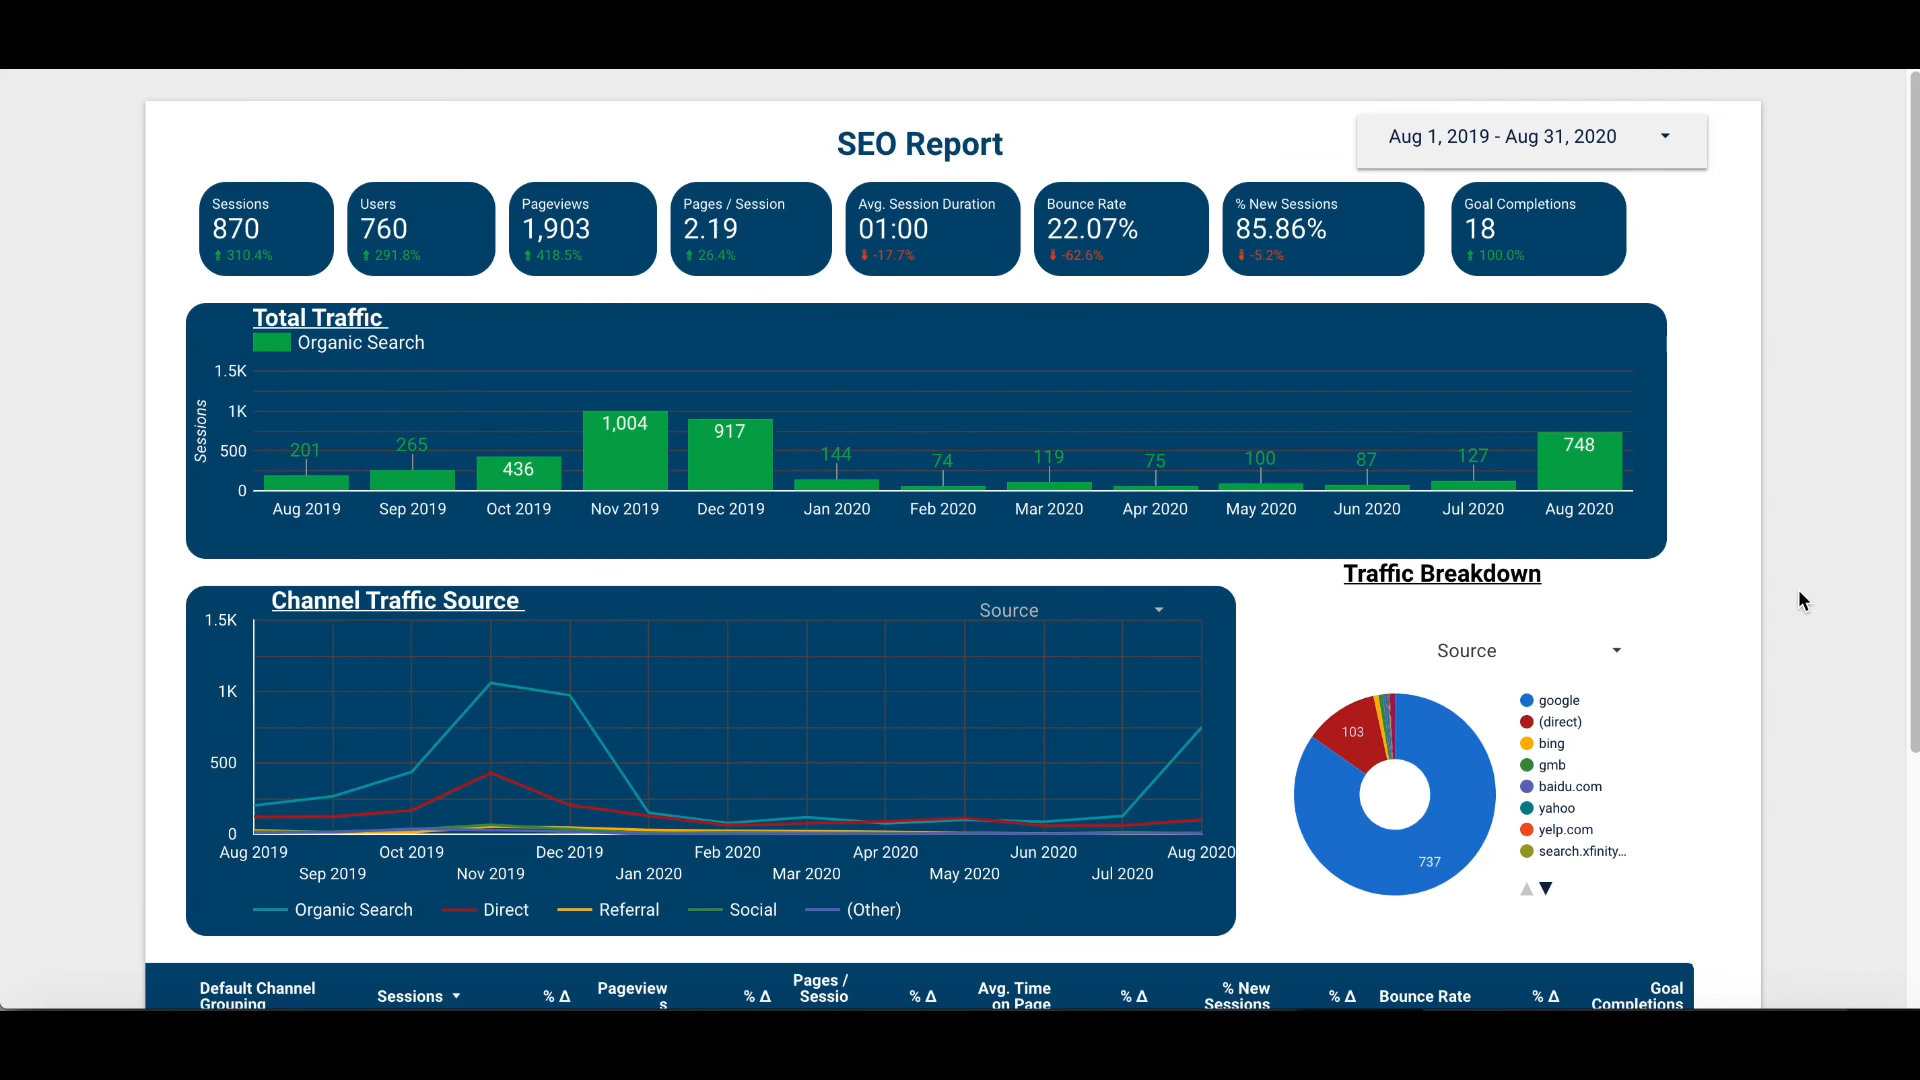 SEO Report
Aug 1, 2019 - Aug 31, 2020
Sessions
870
310.4%
Users
760
291.8%
Pageviews
1,903
418.5%
Pages / Session
2.19
26.4%
Avg. Session Duration
01:00
-17.7%
Bounce Rate
22.07%
-62.6%
% New Sessions
85.86%
-5.2%
Goal Completions
18
100.0%
Total Traffic
Organic Search
Sessions
1.5K
1K
500
0
201 265 436 1,004 917 144 74 119 75 100 87 127 748
Aug 2019 Sep 2019 Oct 2019 Nov 2019 Dec 2019 Jan 2020 Feb 2020 Mar 2020 Apr 2020 May 2020 Jun 2020 Jul 2020 Aug 2020
Channel Traffic Source
Source
1.5K
1K
500
0
Aug 2019 Oct 2019 Dec 2019 Feb 2020 Apr 2020 Jun 2020 Aug 2020
Sep 2019 Nov 2019 Jan 2020 Mar 2020 May 2020 Jul 2020
Organic Search Direct Referral Social (Other)
Traffic Breakdown
Source
103
737
google
(direct)
bing
gmb
baidu.com
yahoo
yelp.com
search.xfinity...
Default Channel Grouping
Sessions
% Δ
Pageviews
% Δ
Pages / Sessio
% Δ
Avg. Time on Page
% Δ
% New Sessions
% Δ
Bounce Rate
% Δ
Goal Completions